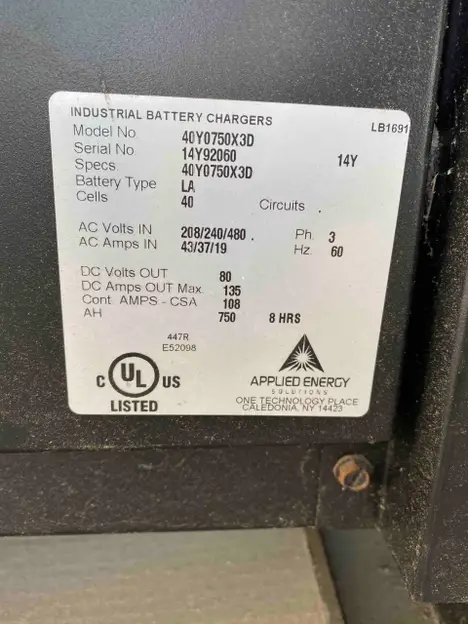 INDUSTRIAL BATTERY CHARGERS
LB1691
Model No 40Y0750X3D
Serial No 14Y92060 14Y
Specs. 40Y0750X3D
Battery Type LA
Cells 40 Circuits
AC Volts IN 208/240/480 Ph. 3
AC Amps IN 43/37/19 Hz. 60
DC Volts OUT 80
DC Amps OUT Max. 135
Cont. AMPS - CSA 108
AH 750 8 HRS
447R
E52098
C UL US
LISTED
APPLIED ENERGY
SOLUTIONS
ONE TECHNOLOGY PLACE
CALEDONIA, NY 14423